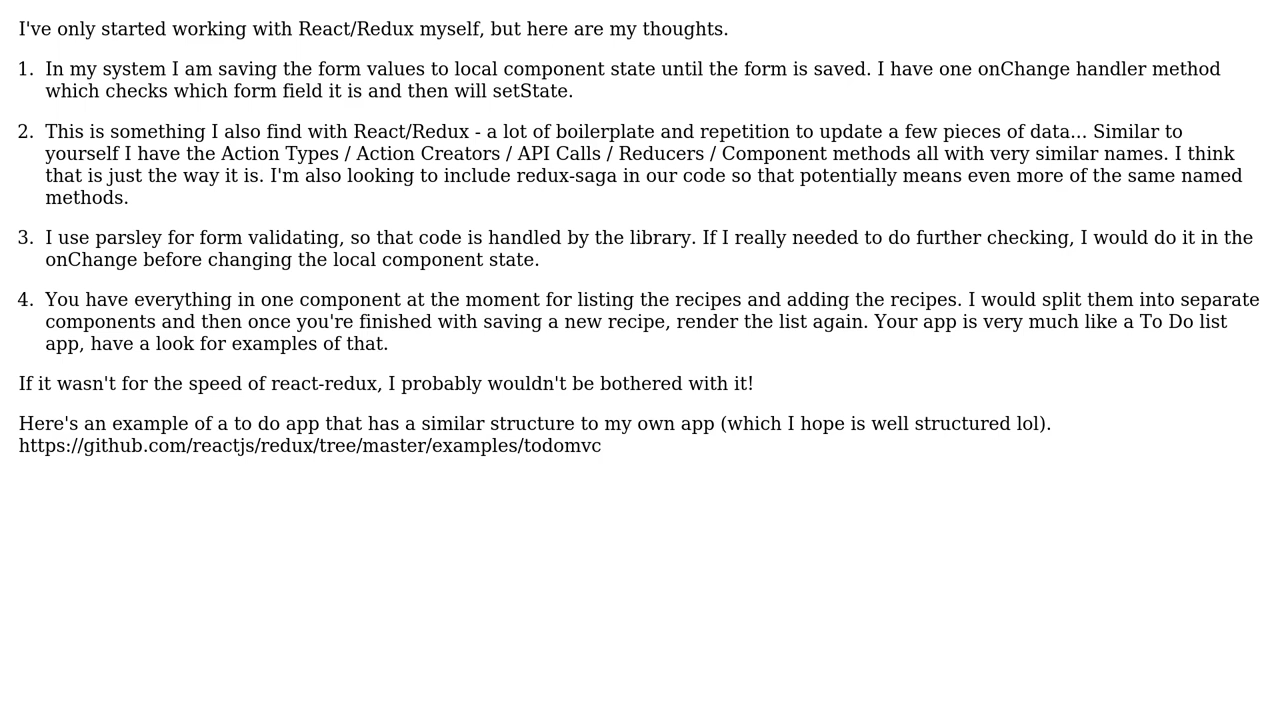 I've only started working with React/Redux myself, but here are my thoughts.
1. In my system I am saving the form values to local component state until the form is saved. I have one onChange handler method
which checks which form field it is and then will setState.
2. This is something I also find with React/Redux - a lot of boilerplate and repetition to update a few pieces of data... Similar to
yourself I have the Action Types / Action Creators / API Calls / Reducers / Component methods all with very similar names. I think
that is just the way it is. I'm also looking to include redux-saga in our code so that potentially means even more of the same named
methods.
3. I use parsley for form validating, so that code is handled by the library. If I really needed to do further checking, I would do it in the
onChange before changing the local component state.
4. You have everything in one component at the moment for listing the recipes and adding the recipes. I would split them into separate
components and then once you're finished with saving a new recipe, render the list again. Your app is very much like a To Do list
app, have a look for examples of that.
If it wasn't for the speed of react-redux, I probably wouldn't be bothered with it!
Here's an example of a to do app that has a similar structure to my own app (which I hope is well structured lol).
https://github.com/reactjs/redux/tree/master/examples/todomvc